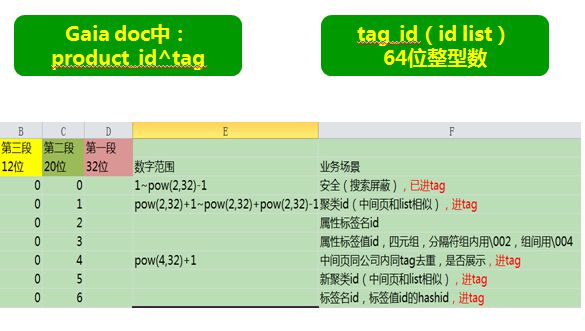 Gaia doc中：
product_id^tag
tag_id（id list）
64位整型数
B C D E F
第三段 第二段 第一段
12位 20位 32位 数字范围 业务场景
0 0 1~pow(2,32)-1 安全（搜索屏蔽），已进tag
0 1 pow(2,32)+1~pow(2,32)+pow(2,32)-1 聚类id（中间页和list相似），进tag
0 2 属性标签名id
0 3 属性标签值id，四元组，分隔符组内用\002，组间用\004
0 4 pow(4,32)+1 中间页同公司内同tag去重，是否展示，进tag
0 5 新聚类id（中间页和list相似），进tag
0 6 标签名id，标签值id的hashid，进tag